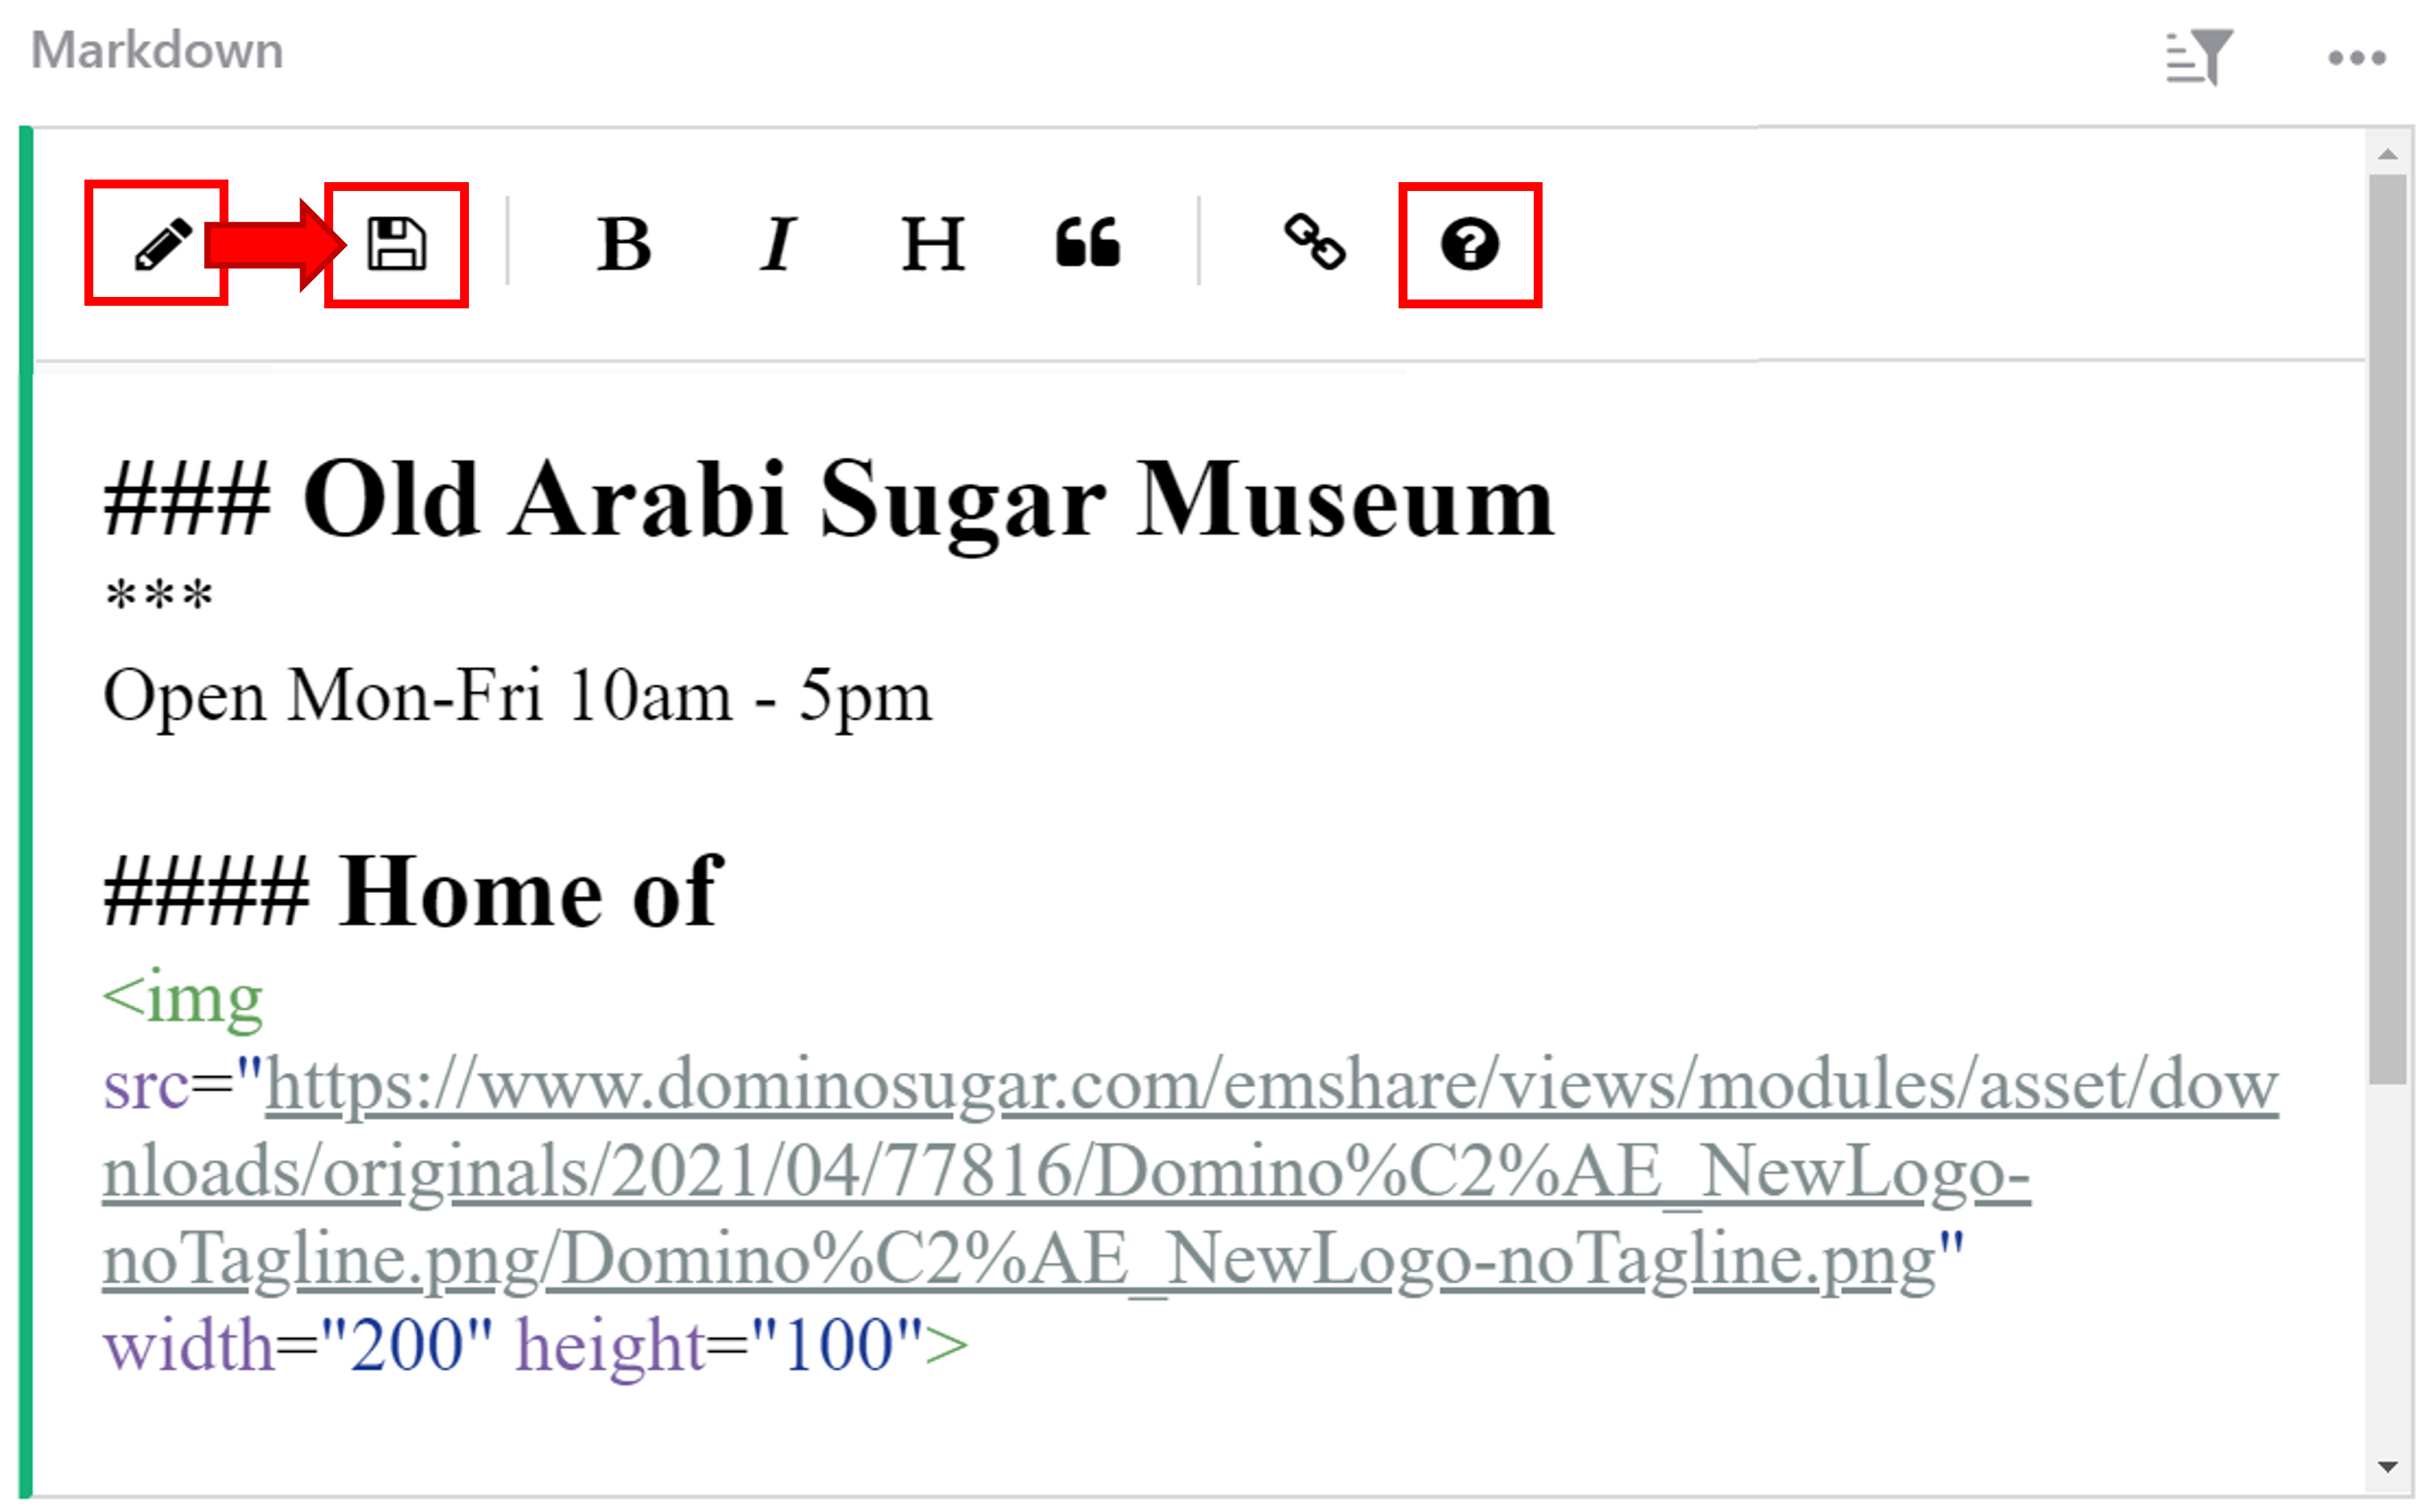 Markdown
B I H
### Old Arabi Sugar Museum
***
Open Mon-Fri 10am - 5pm
#### Home of
<img
src="https://www.dominosugar.com/emshare/views/modules/asset/dow
nloads/originals/2021/04/77816/Domino%C2%AE_NewLogo-
noTagline.png/Domino%C2%AE_NewLogo-noTagline.png"
width="200" height="100">